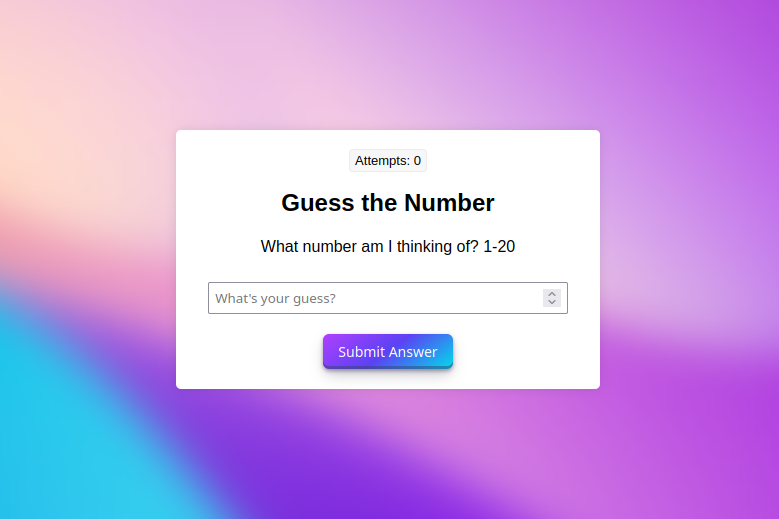 Attempts: 0
Guess the Number
What number am I thinking of? 1-20
What's your guess?
Submit Answer